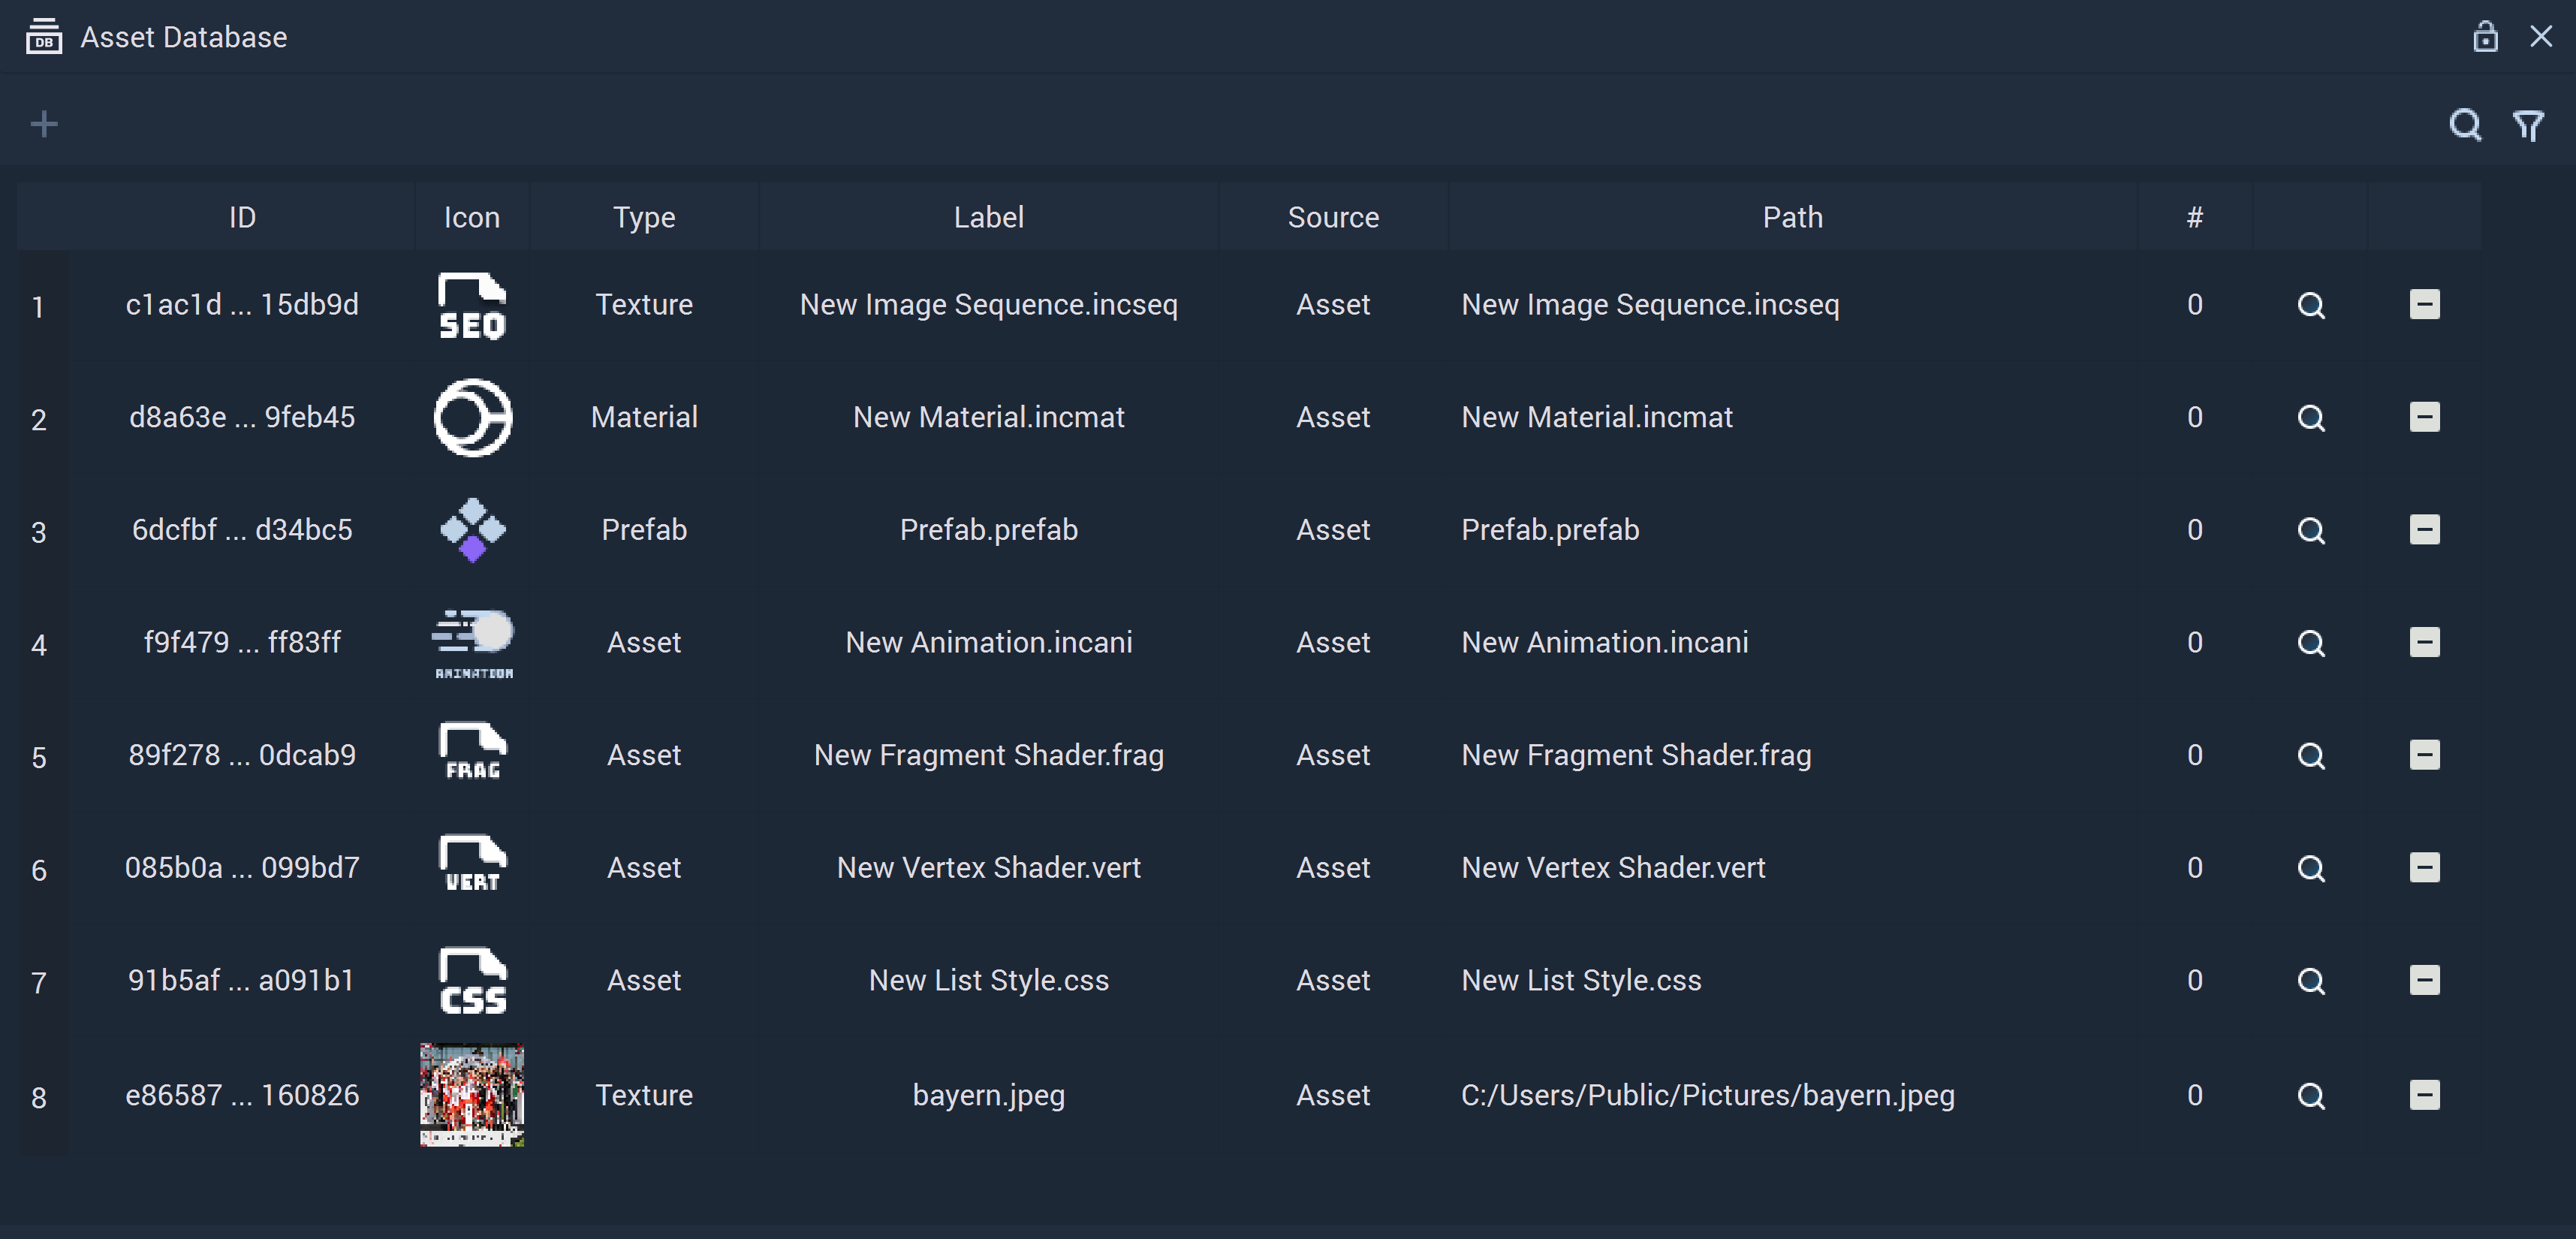 DB Asset Database
ID Icon Type Label Source Path #
1 c1ac1d ... 15db9d SEQ Texture New Image Sequence.incseq Asset New Image Sequence.incseq 0
2 d8a63e ... 9feb45 Material New Material.incmat Asset New Material.incmat 0
3 6dcfbf ... d34bc5 Prefab Prefab.prefab Asset Prefab.prefab 0
4 f9f479 ... ff83ff ANIMATION Asset New Animation.incani Asset New Animation.incani 0
5 89f278 ... 0dcab9 FRAG Asset New Fragment Shader.frag Asset New Fragment Shader.frag 0
6 085b0a ... 099bd7 VERT Asset New Vertex Shader.vert Asset New Vertex Shader.vert 0
7 91b5af ... a091b1 CSS Asset New List Style.css Asset New List Style.css 0
8 e86587 ... 160826 Texture bayern.jpeg Asset C:/Users/Public/Pictures/bayern.jpeg 0